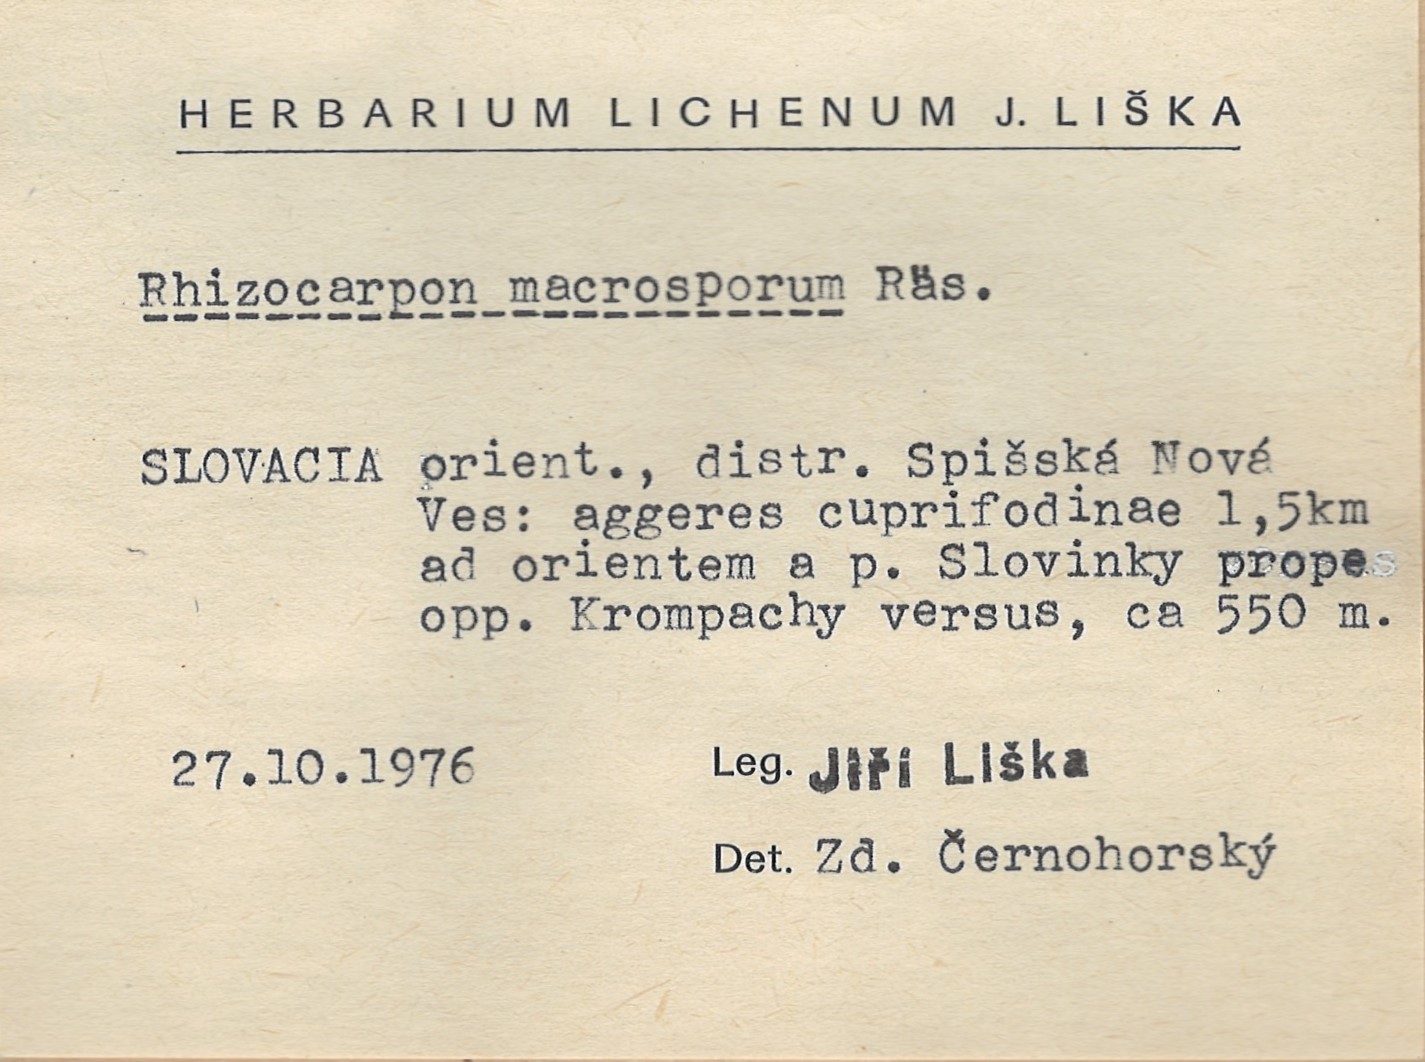 HERBARIUM LICHENUM J. LIŠKA
Rhizocarpon macrosporum Räs.
SLOVACIA orient., distr. Spišská Nová
Ves: aggeres cuprifodinae 1,5km
ad orientem a p. Slovinky prope
opp. Krompachy versus, ca 550 m.
27.10.1976 Leg. Jiří Liška
Det. Zd. Černohorský